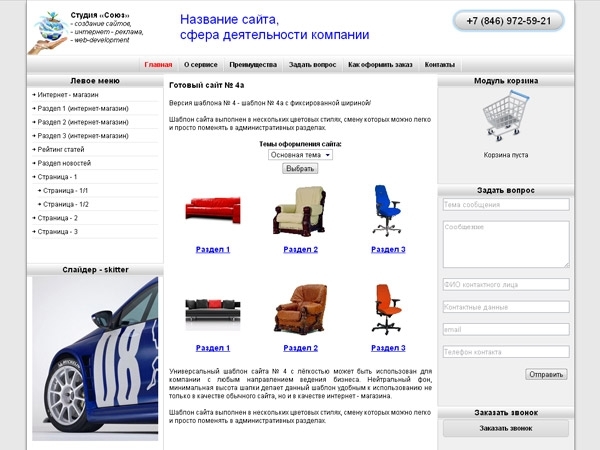 Студия «Союз»
- создание сайтов,
- интернет - реклама,
- web-development
Название сайта,
сфера деятельности компании
+7 (846) 972-59-21
Главная
О сервисе
Преимущества
Задать вопрос
Как оформить заказ
Контакты
Левое меню
Интернет - магазин
Раздел 1 (интернет-магазин)
Раздел 2 (интернет-магазин)
Раздел 3 (интернет-магазин)
Рейтинг статей
Раздел новостей
Страница - 1
Страница - 1/1
Страница - 1/2
Страница - 2
Страница - 3
Слайдер - skitter
08
Готовый сайт № 4а
Версия шаблона № 4 - шаблон № 4а с фиксированной шириной/
Шаблон сайта выполнен в нескольких цветовых стилях, смену которых можно легко
и просто поменять в административных разделах.
Темы оформления сайта:
Основная тема
Выбрать
Раздел 1
Раздел 2
Раздел 3
Раздел 1
Раздел 2
Раздел 3
Универсальный шаблон сайта № 4 с лёгкостью может быть использован для
компании с любым направлением ведения бизнеса. Нейтральный фон,
минимальная высота шапки делает данный шаблон удобным к использованию не
только в качестве обычного сайта, но и в качестве интернет - магазина.
Шаблон сайта выполнен в нескольких цветовых стилях, смену которых можно легко
и просто поменять в административных разделах.
Модуль корзина
Корзина пуста
Задать вопрос
Тема сообщения
Сообщение
ФИО контактного лица
Контактные данные
email
Телефон контакта
Отправить
Заказать звонок
Заказать звонок